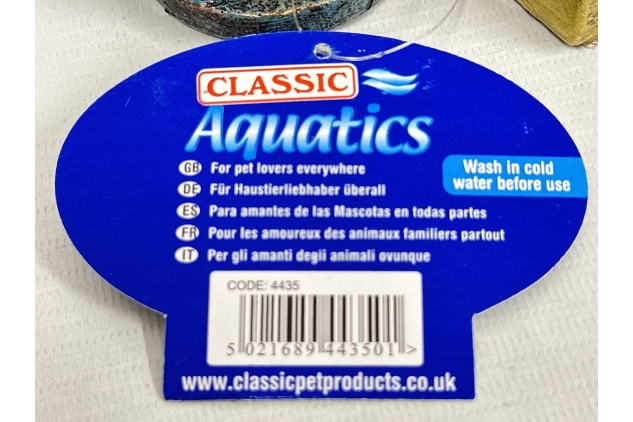 CLASSIC
Aquatics
GB For pet lovers everywhere
DE Für Haustierliebhaber überall
ES Para amantes de las Mascotas en todas partes
FR Pour les amoureux des animaux familiers partout
IT Per gli amanti degii animali ovunque
Wash in cold
water before use
CODE: 4435
5 021689 443501 >
www.classicpetproducts.co.uk